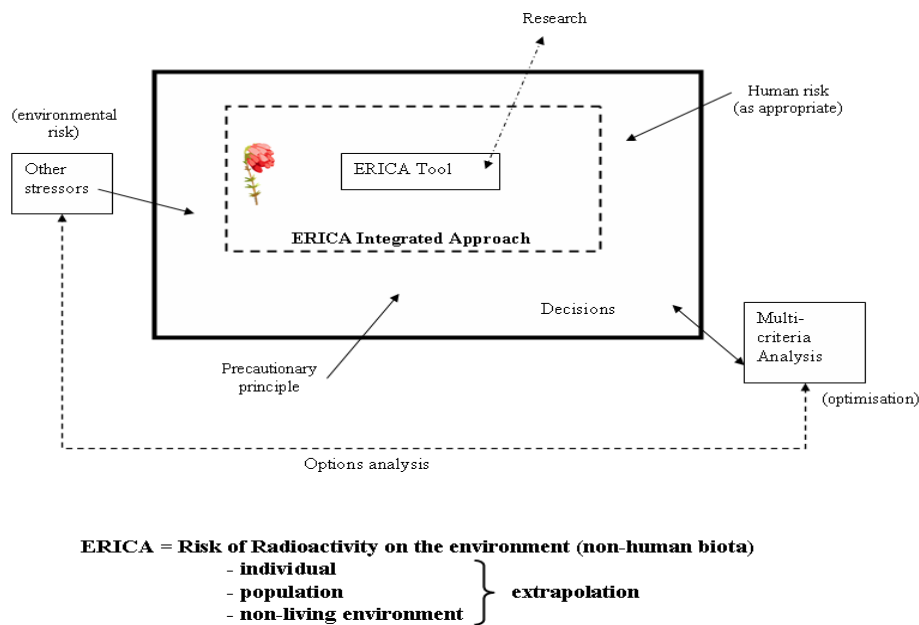 Research
Human risk
(as appropriate)
(environmental
risk)
Other
stressors
ERICA Tool
ERICA Integrated Approach
Decisions
Multi-
criteria
Analysis
Precautionary
principle
(optimisation)
Options analysis
ERICA = Risk of Radioactivity on the environment (non-human biota)
- individual
- population
- non-living environment
extrapolation